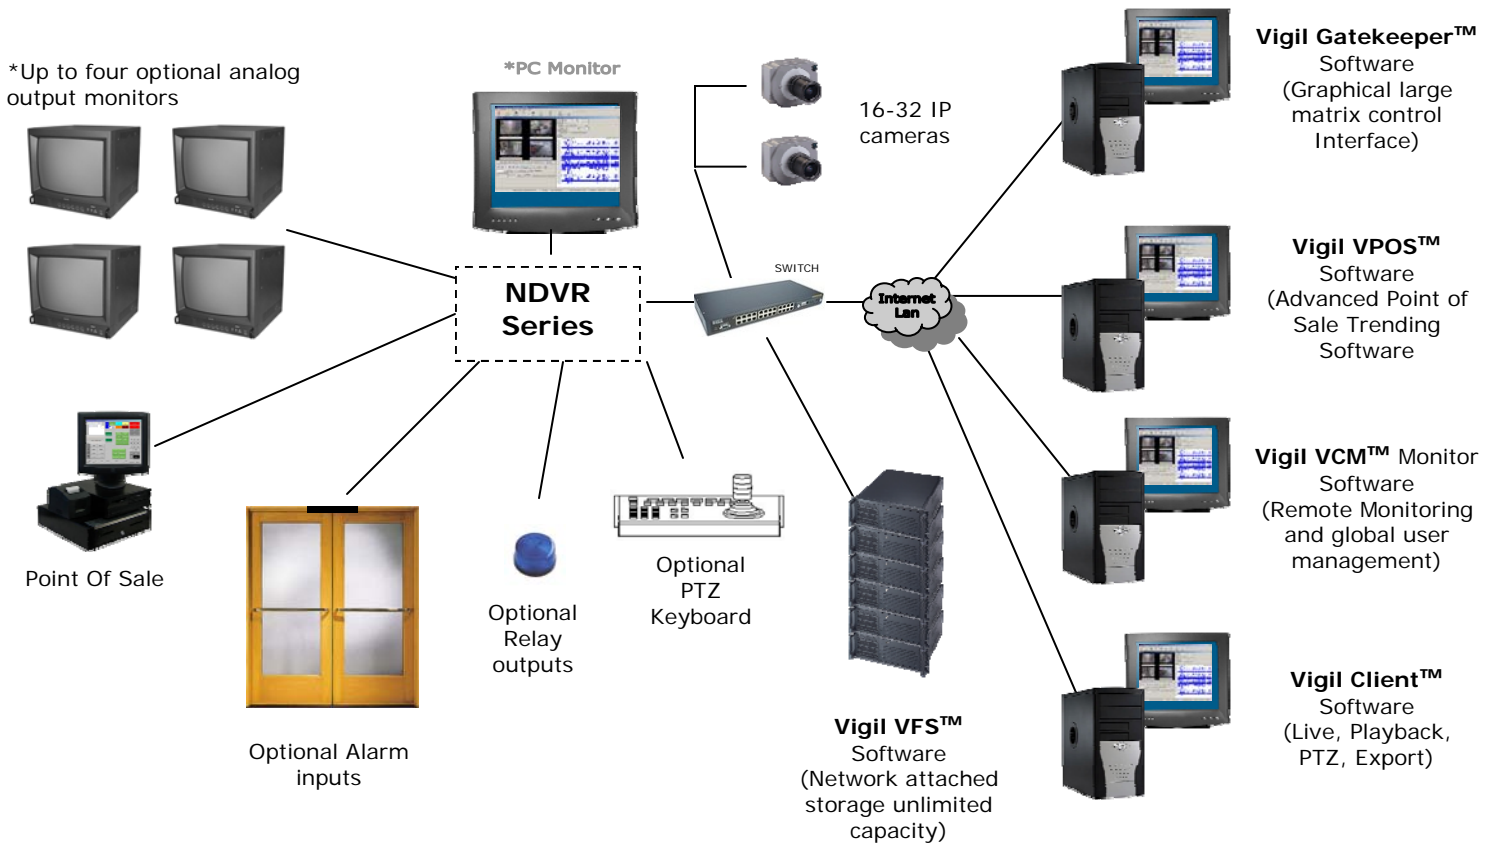 *Up to four optional analog
output monitors
*PC Monitor
16-32 IP
cameras
Vigil Gatekeeper™
Software
(Graphical large
matrix control
Interface)
NDVR
Series
SWITCH
Internet
Lan
Vigil VPOS™
Software
(Advanced Point of
Sale Trending
Software
Vigil VCM™ Monitor
Software
(Remote Monitoring
and global user
management)
Point Of Sale
Optional Alarm
inputs
Optional
Relay
outputs
Optional
PTZ
Keyboard
Vigil VFS™
Software
(Network attached
storage unlimited
capacity)
Vigil Client™
Software
(Live, Playback,
PTZ, Export)